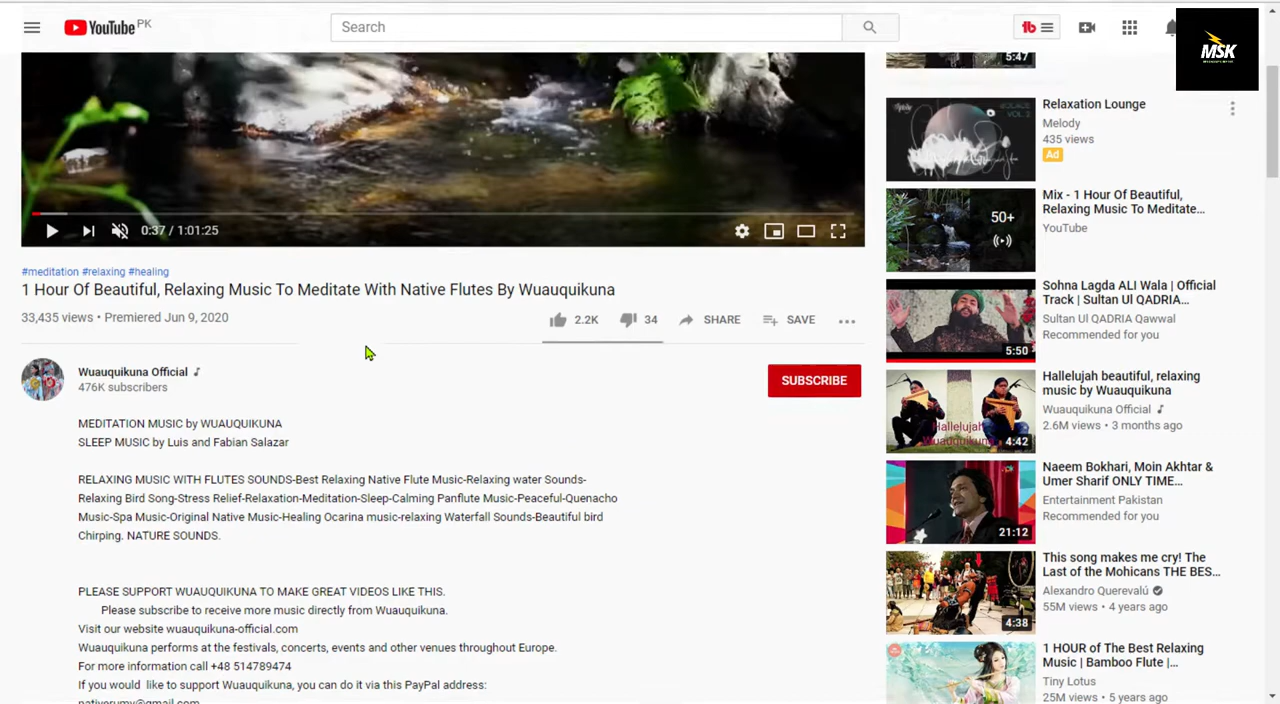 YouTube PK
Search
MSK
5:47
0:37 / 1:01:25
#meditation #relaxing #healing
1 Hour Of Beautiful, Relaxing Music To Meditate With Native Flutes By Wuauquikuna
33,435 views • Premiered Jun 9, 2020
2.2K
34
SHARE
SAVE
Wuauquikuna Official
476K subscribers
SUBSCRIBE
MEDITATION MUSIC by WUAUQUIKUNA
SLEEP MUSIC by Luis and Fabian Salazar
RELAXING MUSIC WITH FLUTES SOUNDS-Best Relaxing Native Flute Music-Relaxing water Sounds-
Relaxing Bird Song-Stress Relief-Relaxation-Meditation-Sleep-Calming Panflute Music-Peaceful-Quenacho
Music-Spa Music-Original Native Music-Healing Ocarina music-relaxing Waterfall Sounds-Beautiful bird
Chirping. NATURE SOUNDS.
PLEASE SUPPORT WUAUQUIKUNA TO MAKE GREAT VIDEOS LIKE THIS.
Please subscribe to receive more music directly from Wuauquikuna.
Visit our website wuauquikuna-official.com
Wuauquikuna performs at the festivals, concerts, events and other venues throughout Europe.
For more information call +48 514789474
If you would like to support Wuauquikuna, you can do it via this PayPal address:
nativerumy@gmail.com
Relaxation Lounge
Melody
435 views
Ad
50+
Mix - 1 Hour Of Beautiful,
Relaxing Music To Meditate...
YouTube
Sohna Lagda ALI Wala | Official
Track | Sultan Ul QADRIA...
Sultan Ul QADRIA Qawwal
Recommended for you
5:50
Hallelujah beautiful, relaxing
music by Wuauquikuna
Wuauquikuna Official
2.6M views • 3 months ago
Hallelujah
Wuauquikuna
4:42
Naeem Bokhari, Moin Akhtar &
Umer Sharif ONLY TIME...
Entertainment Pakistan
Recommended for you
21:12
This song makes me cry! The
Last of the Mohicans THE BES...
Alexandro Querevalú
55M views • 4 years ago
4:38
1 HOUR of The Best Relaxing
Music | Bamboo Flute |...
Tiny Lotus
25M views • 5 years ago